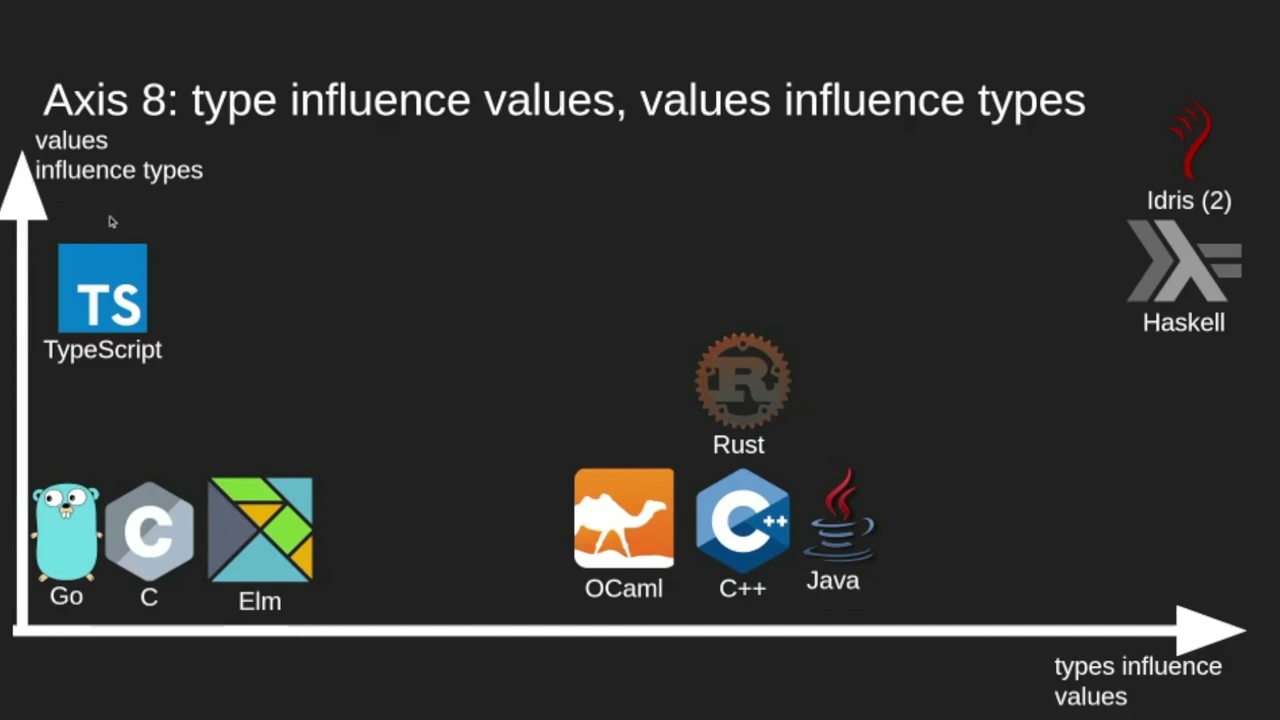 Axis 8: type influence values, values influence types
values
influence types
Idris (2)
TS
TypeScript
Haskell
R
Rust
C
C++
Go
C
Elm
OCaml
C++
Java
types influence
values